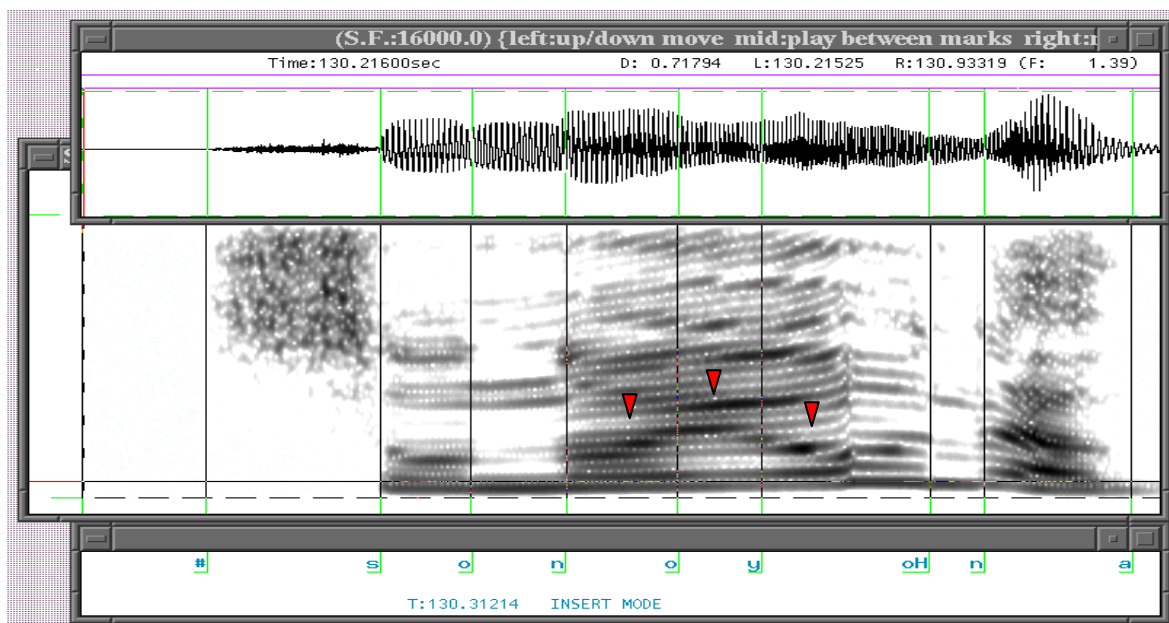 (S.F.:16000.0) {left:up/down move mid:play between marks right:r
Time:130.21600sec D: 0.71794 L:130.21525 R:130.93319 (F: 1.39)
S
# s o n o y oH n a
T:130.31214 INSERT MODE